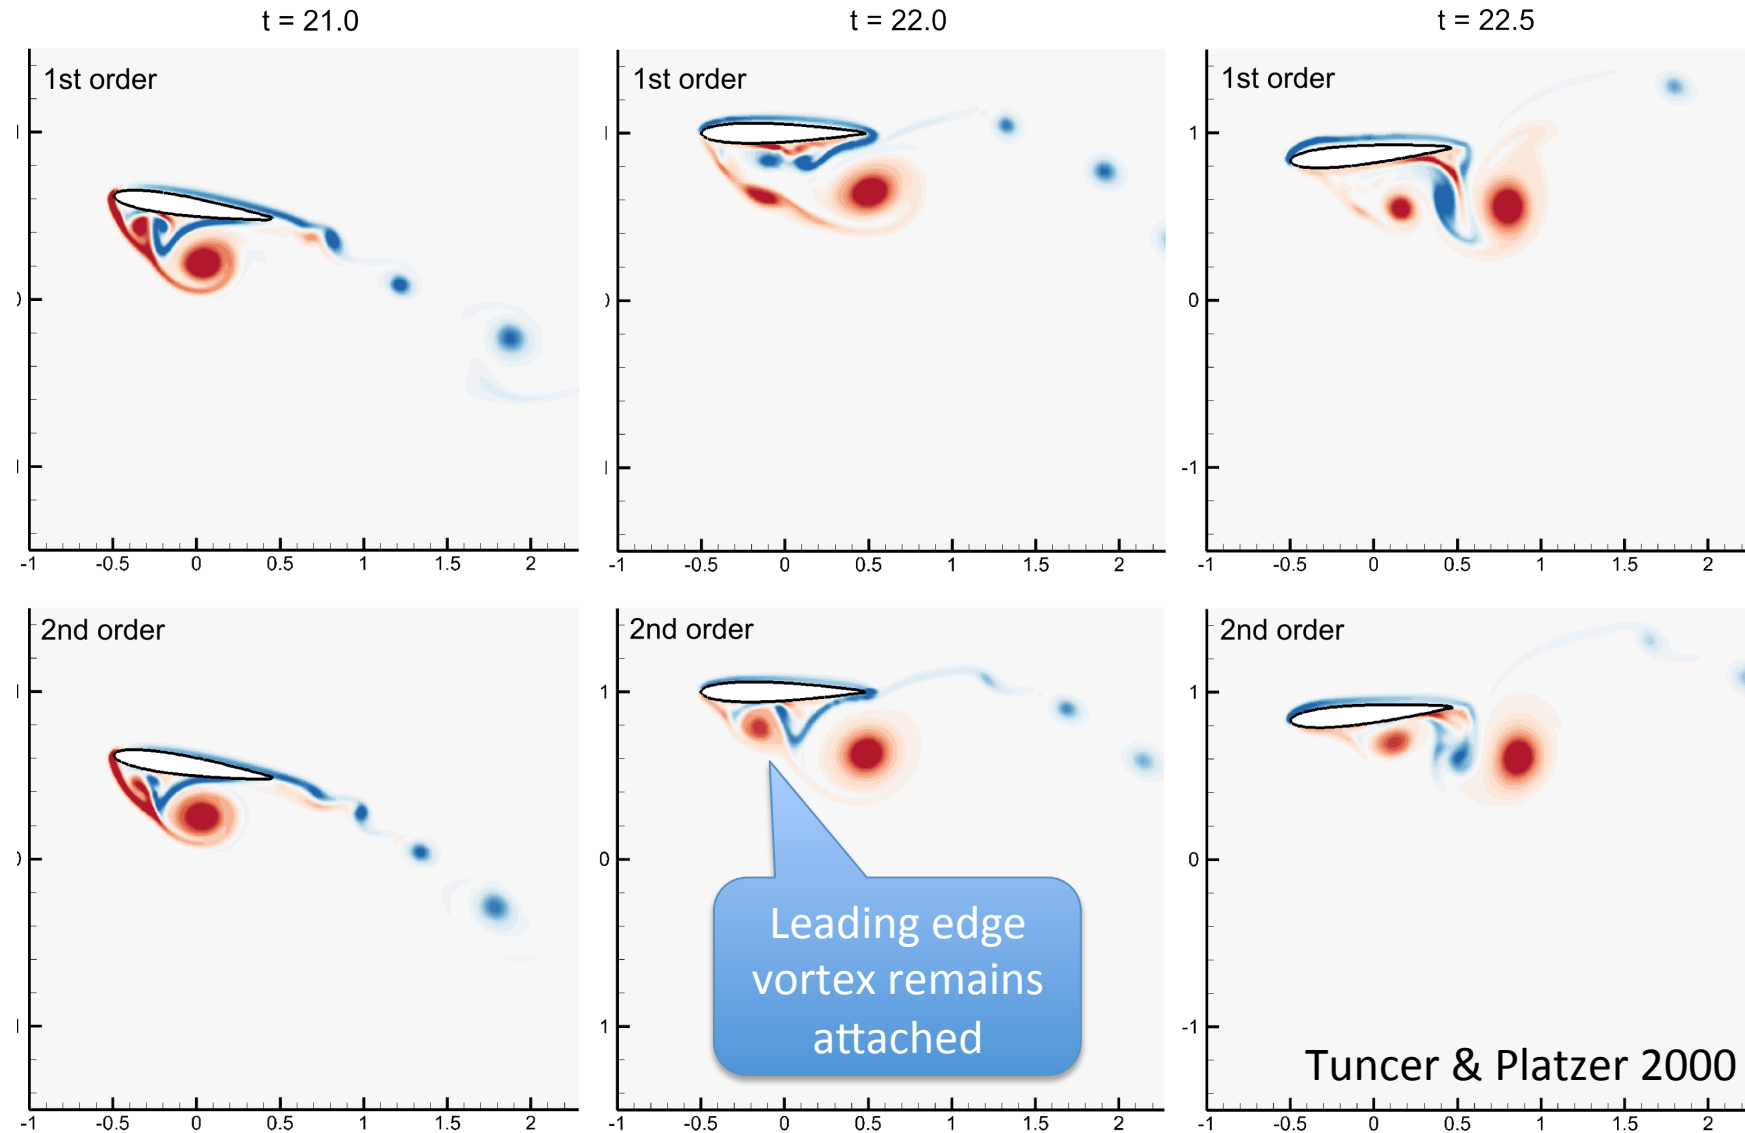 t = 21.0
t = 22.0
t = 22.5
1st order
1st order
1st order
1
1
0
0
-1
-1 -0.5 0 0.5 1 1.5 2
-1 -0.5 0 0.5 1 1.5 2
-1 -0.5 0 0.5 1 1.5 2
2nd order
2nd order
2nd order
1
1
0
0
1
-1
Leading edge
vortex remains
attached
Tuncer & Platzer 2000
-1 -0.5 0 0.5 1 1.5 2
-1 -0.5 0 0.5 1 1.5 2
-1 -0.5 0 0.5 1 1.5 2